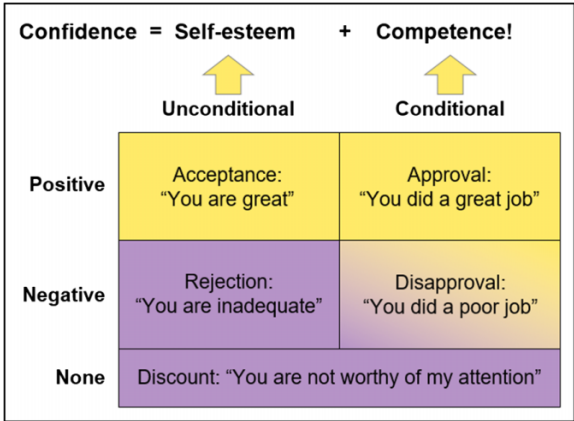 Confidence = Self-esteem + Competence!
Unconditional Conditional
Positive
Acceptance:
“You are great”
Approval:
“You did a great job”
Negative
Rejection:
“You are inadequate”
Disapproval:
“You did a poor job”
None
Discount: “You are not worthy of my attention”